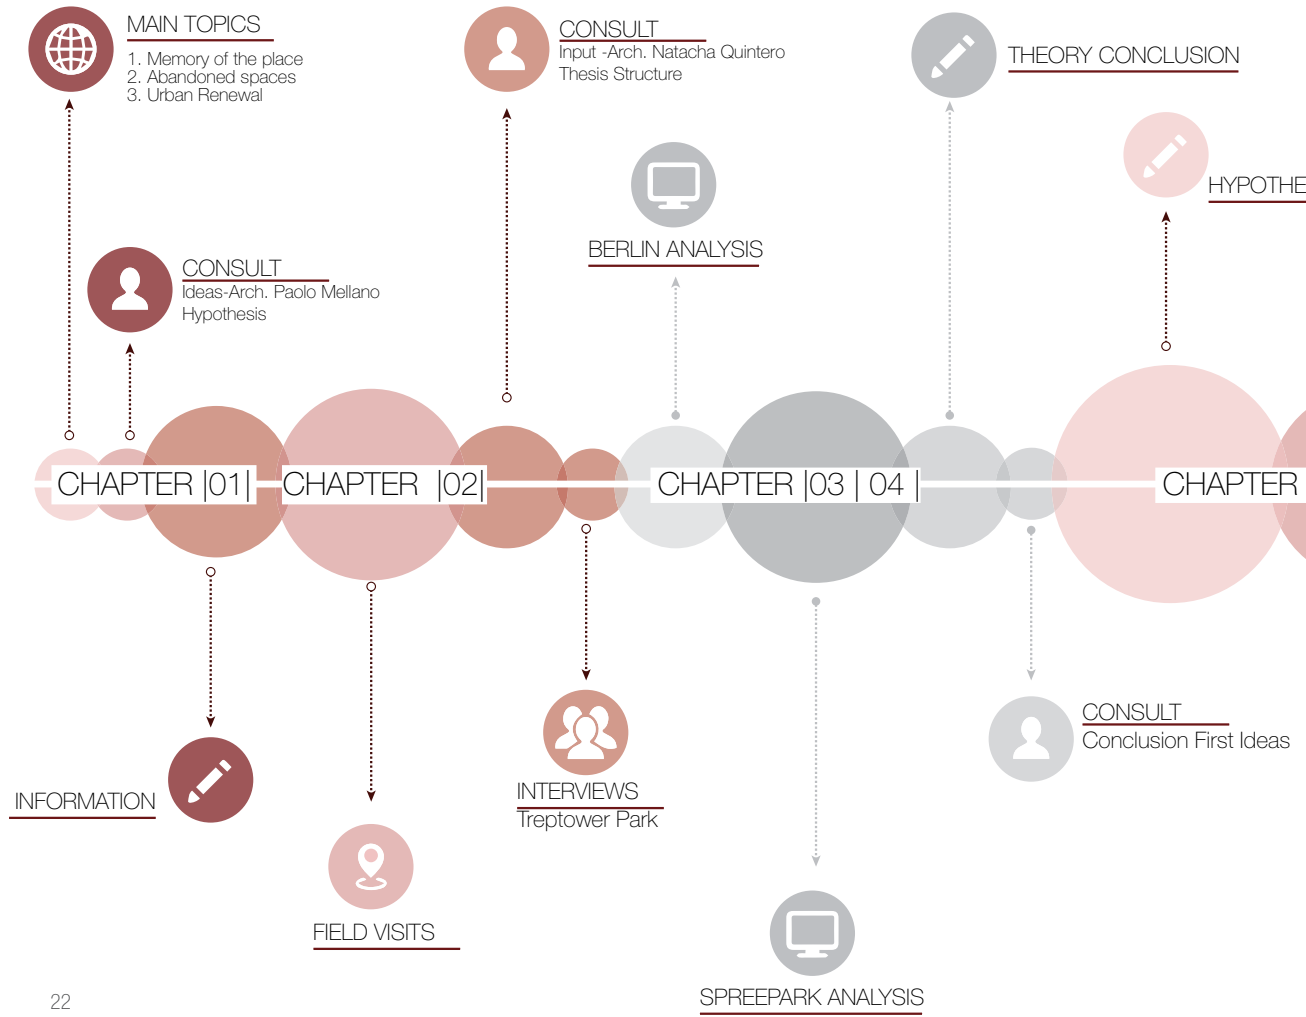 MAIN TOPICS
1. Memory of the place
2. Abandoned spaces
3. Urban Renewal
CONSULT
Input -Arch. Natacha Quintero
Thesis Structure
THEORY CONCLUSION
HYPOTHE
BERLIN ANALYSIS
CONSULT
Ideas-Arch. Paolo Mellano
Hypothesis
CHAPTER |01|
CHAPTER |02|
CHAPTER |03 | 04 |
CHAPTER
CONSULT
Conclusion First Ideas
INFORMATION
INTERVIEWS
Treptower Park
FIELD VISITS
SPREEPARK ANALYSIS
22